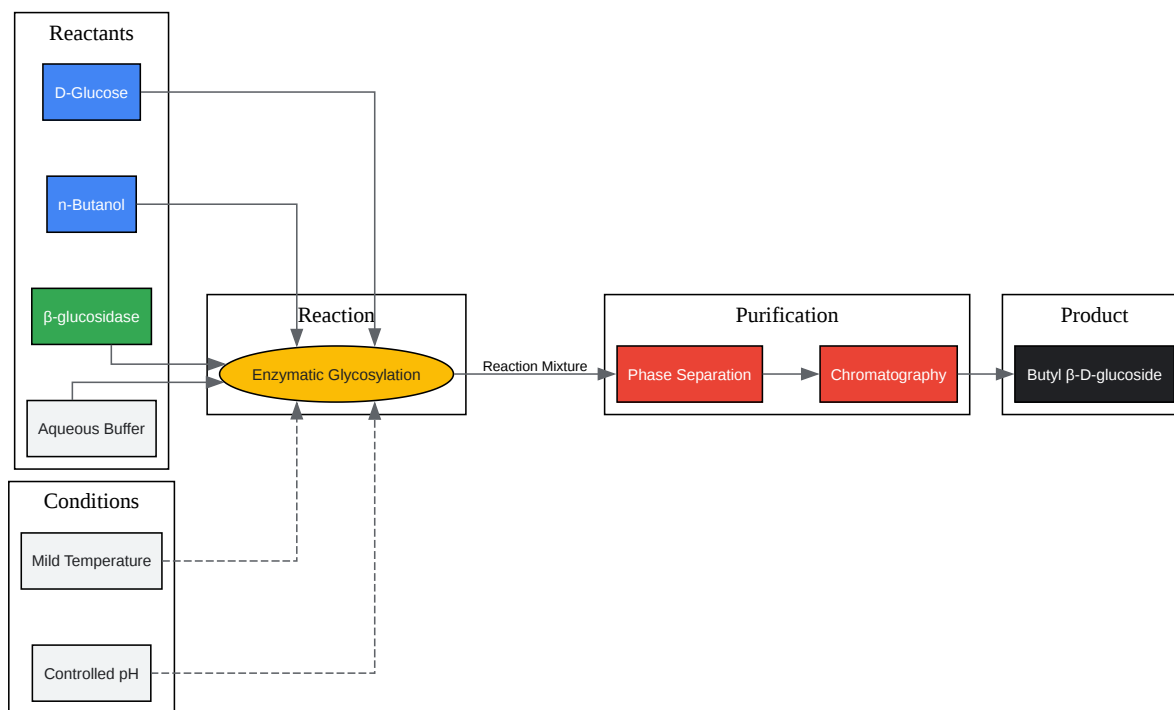 Reactants
D-Glucose
n-Butanol
β-glucosidase
Aqueous Buffer
Conditions
Mild Temperature
Controlled pH
Reaction
Enzymatic Glycosylation
Reaction Mixture
Purification
Phase Separation
Chromatography
Product
Butyl β-D-glucoside